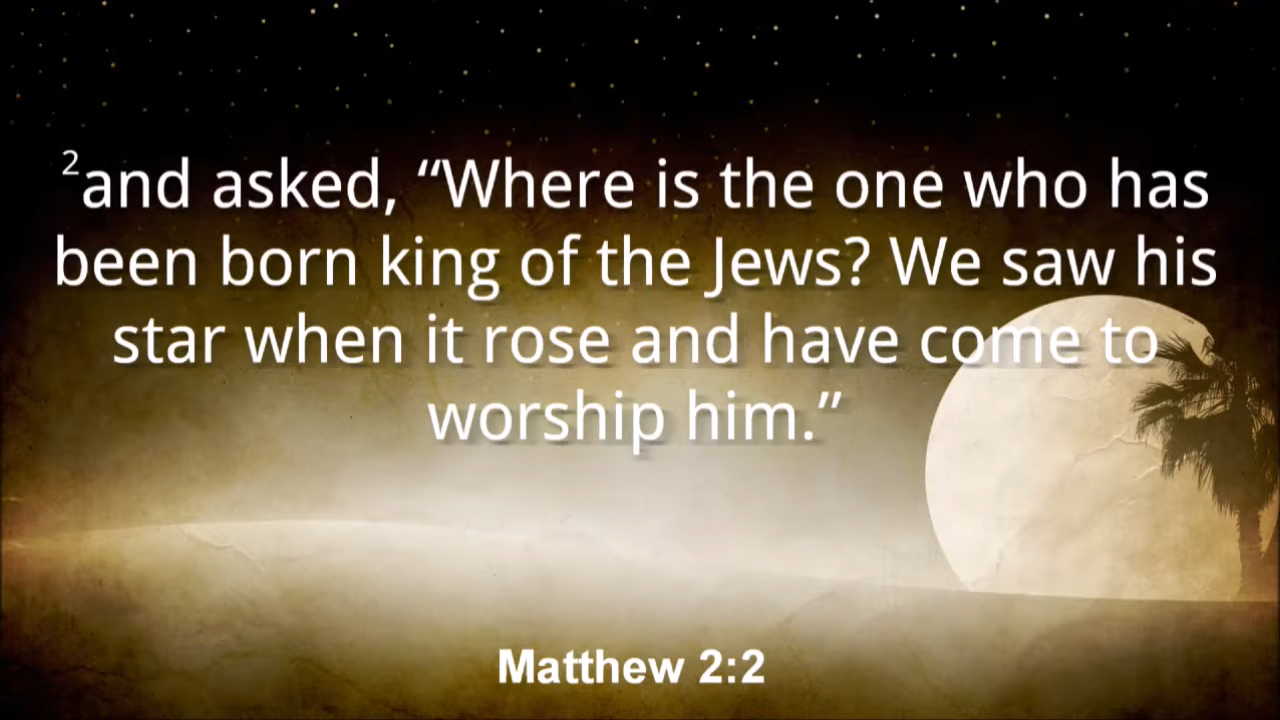 ²and asked, “Where is the one who has
been born king of the Jews? We saw his
star when it rose and have come to
worship him.”
Matthew 2:2